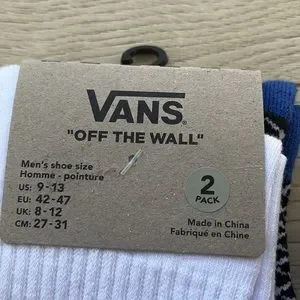 VANS
"OFF THE WALL"
Men's shoe size
Homme - pointure
US: 9-13
EU: 42-47
UK: 8-12
CM: 27-31
2
PACK
Made in China
Fabriqué en Chine